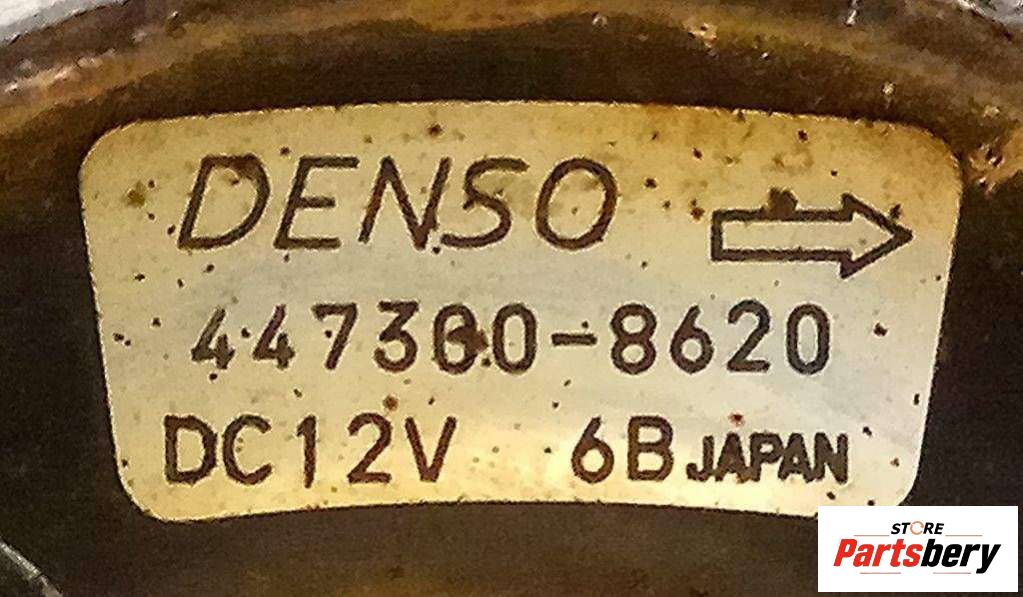 DENSO
447300-8620
DC12V 6B JAPAN
STORE
Partsbery